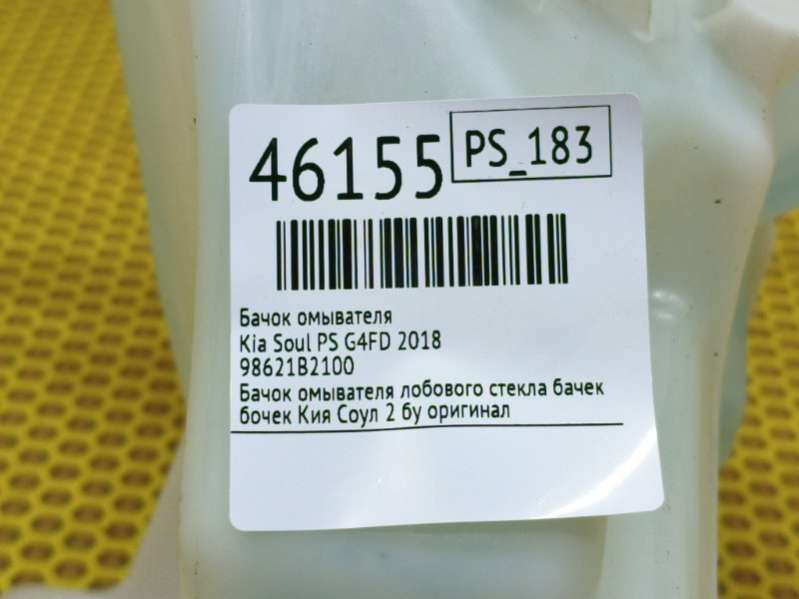 46155
PS_183
Бачок омывателя
Kia Soul PS G4FD 2018
98621B2100
Бачок омывателя лобового стекла бачек
бочек Кия Соул 2 бу оригинал